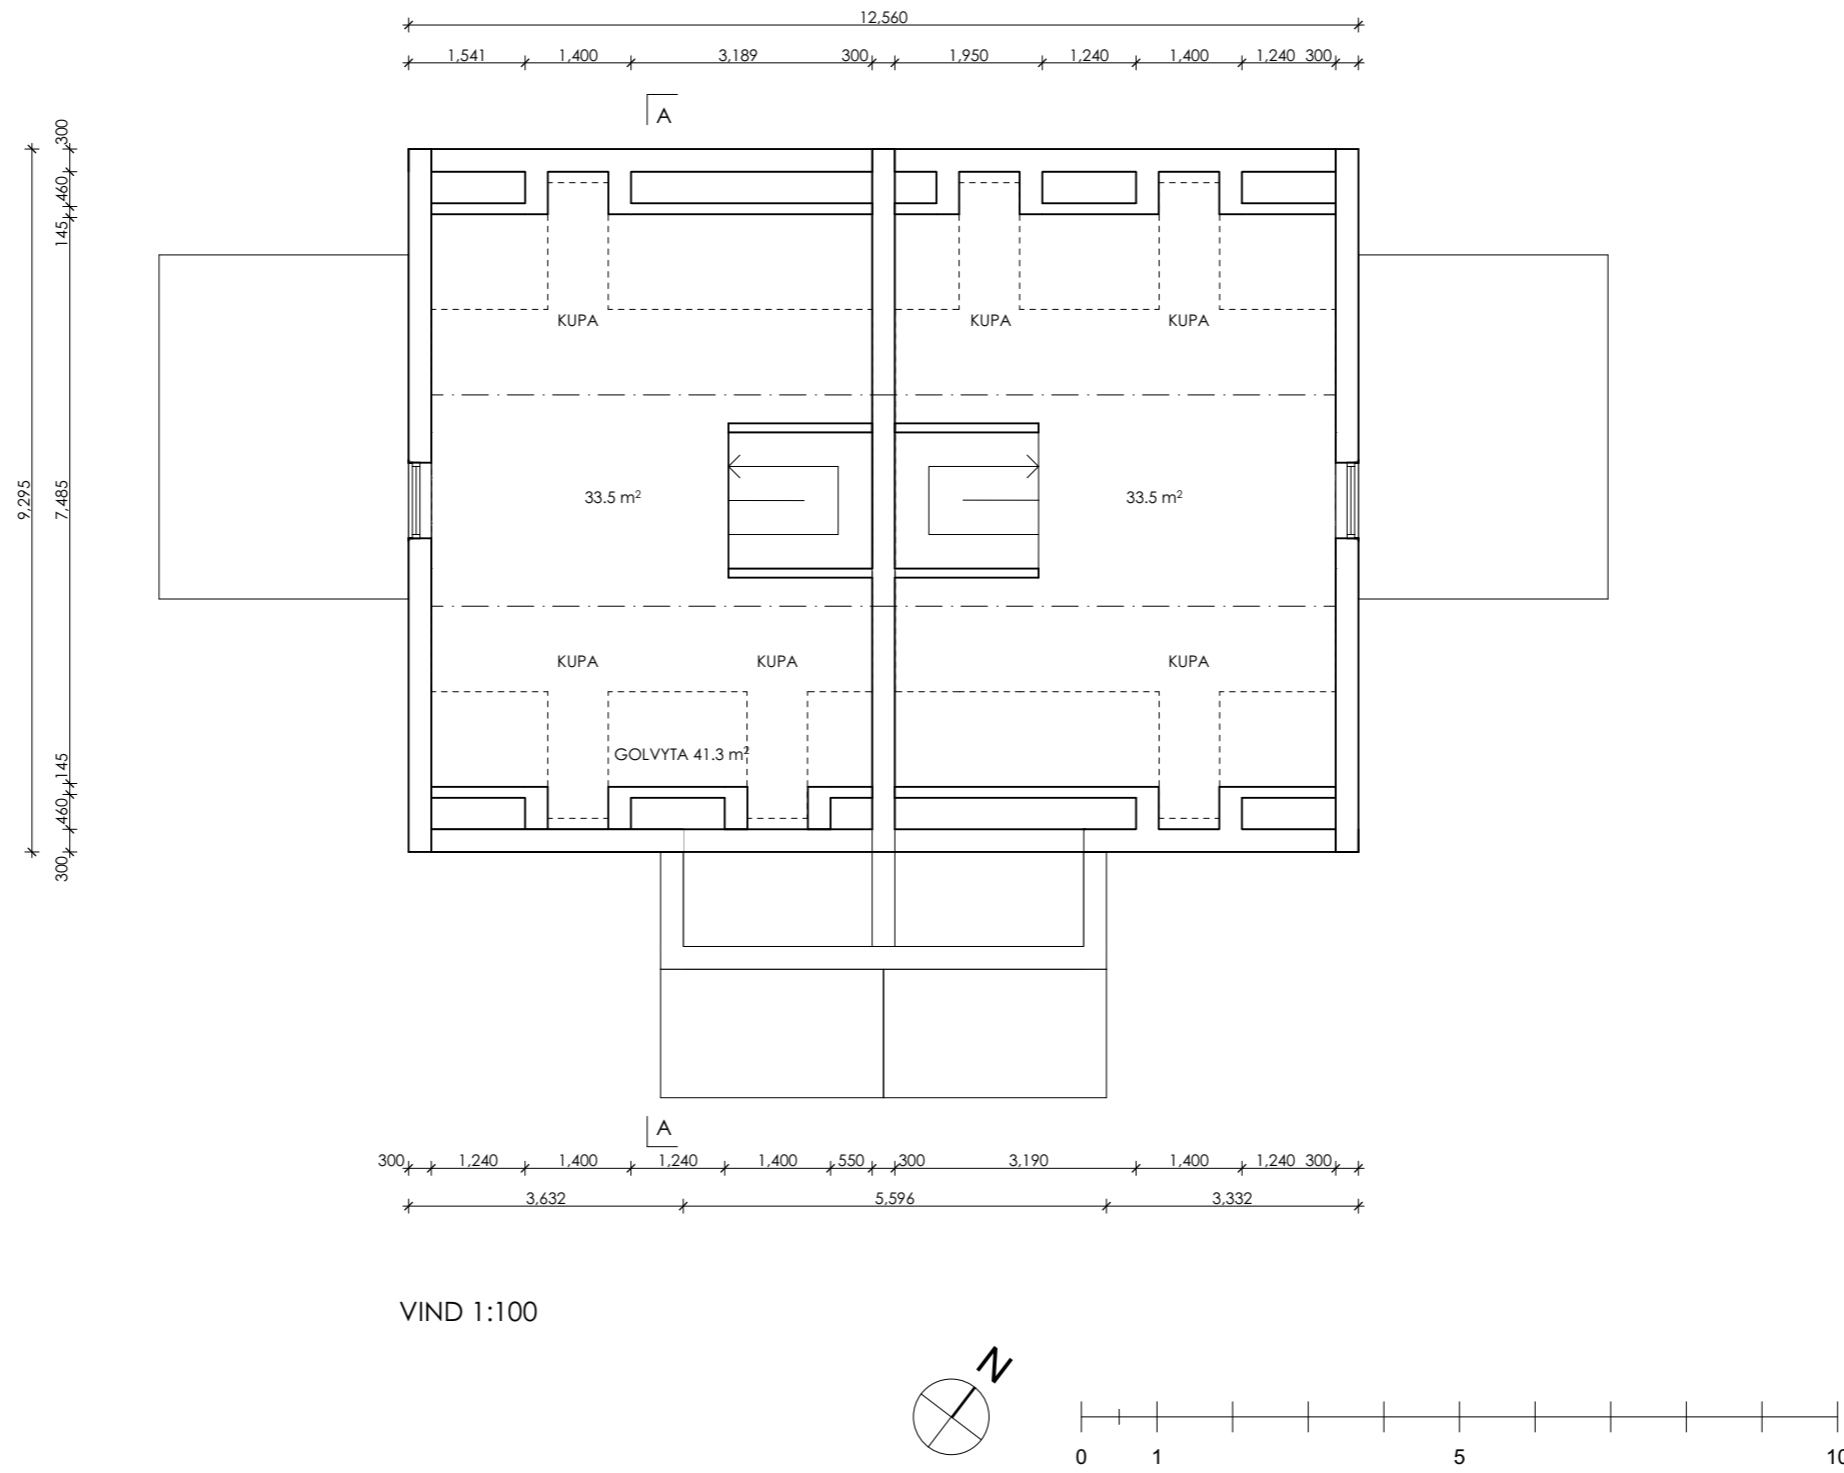 12,560
1,541 1,400 3,189 300 1,950 1,240 1,400 1,240 300
A
300
460
145
7,485
9,295
145
460
300
KUPA KUPA KUPA
33.5 m² 33.5 m²
KUPA KUPA KUPA
GOLVYTA 41.3 m²
A
300 1,240 1,400 1,240 1,400 550 300 3,190 1,400 1,240 300
3,632 5,596 3,332
VIND 1:100
N
0 1 5 10